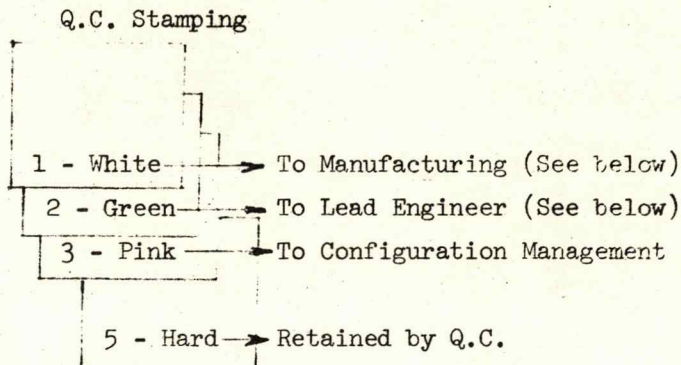 Q.C. Stamping
1 - White To Manufacturing (See below)
2 - Green To Lead Engineer (See below)
3 - Pink To Configuration Management
5 - Hard Retained by Q.C.